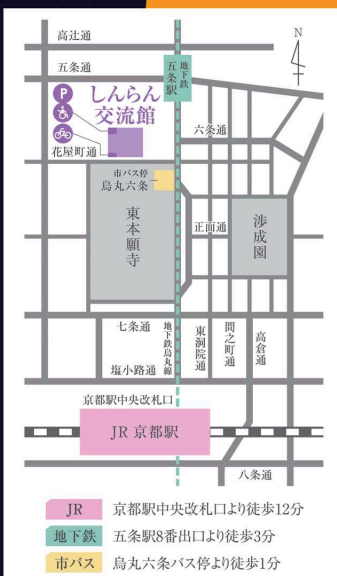 高辻通
N
五条通
地下鉄
五条駅
P
しんらん
交流館
六条通
花屋町通
市バス停
烏丸六条
東本願寺
正面通
渉成園
七条通
地下鉄烏丸線
東洞院通
間之町通
高倉通
塩小路通
京都駅中央改札口
JR 京都駅
八条通
JR 京都駅中央改札口より徒歩12分
地下鉄 五条駅8番出口より徒歩3分
市バス 烏丸六条バス停より徒歩1分